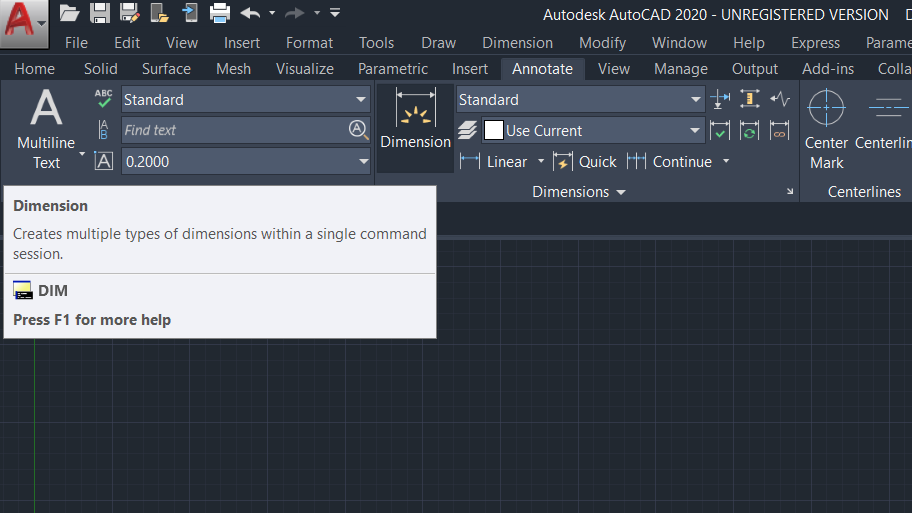 Autodesk AutoCAD 2020 - UNREGISTERED VERSION
File Edit View Insert Format Tools Draw Dimension Modify Window Help Express Parame
Home Solid Surface Mesh Visualize Parametric Insert Annotate View Manage Output Add-ins Colla
A
Multiline
Text
ABC
Standard
A
B
Find text
A
A
0.2000
Dimension
Standard
Use Current
Linear Quick Continue
Dimensions
Center
Mark
Centerlin
Centerlines
Dimension
Creates multiple types of dimensions within a single command
session.
DIM
Press F1 for more help